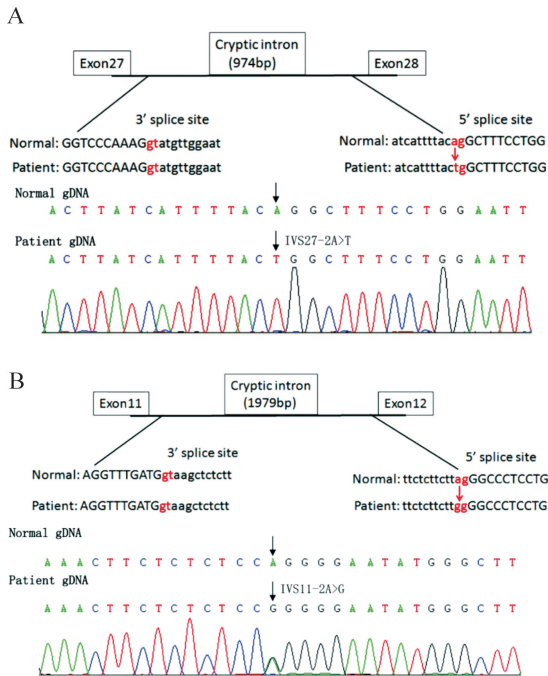 A
Cryptic intron
(974bp)
Exon27
Exon28
3’ splice site
5’ splice site
Normal: GGTCCCAAAGgtatgttggaat
Normal: atcattttacagGCTTTCCTGG
Patient: GGTCCCAAAGgtatgttggaat
Patient: atcattttactgGCTTTCCTGG
Normal gDNA
A C T T A T C A T T T T A C A G G C T T T C C T G G A A T T
Patient gDNA
IVS27-2A>T
A C T T A T C A T T T T A C T G G C T T T C C T G G A A T T
B
Cryptic intron
(1979bp)
Exon11
Exon12
3’ splice site
5’ splice site
Normal: AGGTTTGATGgtaagctctctt
Normal: ttctcttcttagGGCCCTCCTG
Patient: AGGTTTGATGgtaagctctctt
Patient: ttctcttcttggGGCCCTCCTG
Normal gDNA
A A A C T T C T C T C T C C A G G G G A A T A T G G G C T T
Patient gDNA
IVS11-2A>G
A A A C T T C T C T C T C C G G G G G A A T A T G G G C T T